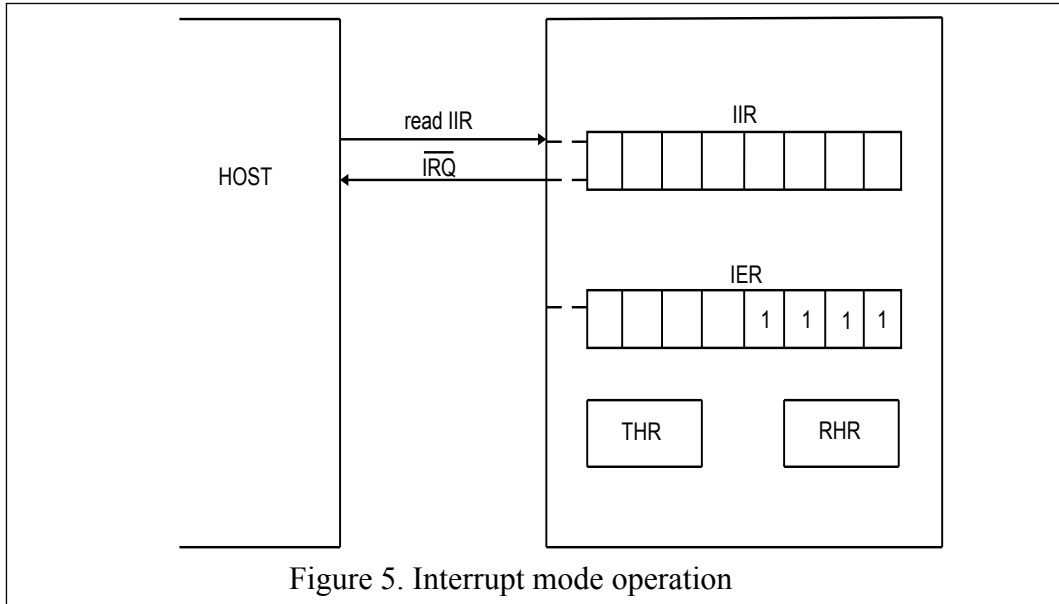 read IIR
IRQ
HOST
IIR
IER
1 1 1 1
THR RHR
Figure 5. Interrupt mode operation